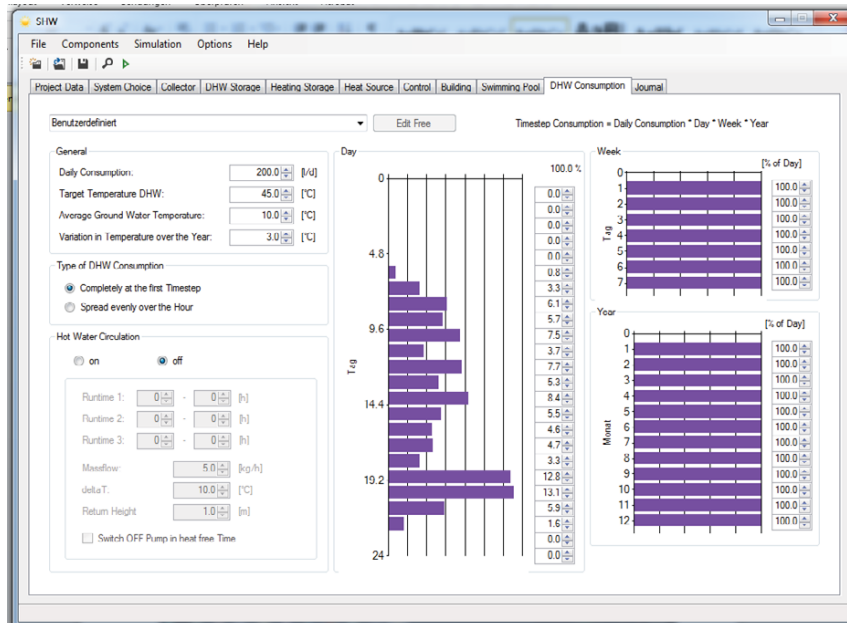 SHW
File Components Simulation Options Help
Project Data System Choice Collector DHW Storage Heating Storage Heat Source Control Building Swimming Pool DHW Consumption Journal
Benutzerdefiniert Edit Free Timestep Consumption = Daily Consumption * Day * Week * Year
General
Daily Consumption: 200.0 [l/d]
Target Temperature DHW: 45.0 [°C]
Average Ground Water Temperature: 10.0 [°C]
Variation in Temperature over the Year: 3.0 [°C]
Type of DHW Consumption
Completely at the first Timestep
Spread evenly over the Hour
Hot Water Circulation
on off
Runtime 1: 0 - 0 [h]
Runtime 2: 0 - 0 [h]
Runtime 3: 0 - 0 [h]
Massflow: 5.0 [kg/h]
deltaT: 10.0 [°C]
Return Height 1.0 [m]
Switch OFF Pump in heat free Time
Day
100.0 %
0
4.8
9.6
14.4
19.2
24
Tag
0.0
0.0
0.0
0.0
0.0
0.8
3.3
6.1
5.7
7.5
3.7
7.7
5.3
8.4
5.5
4.6
4.7
3.3
12.8
13.1
5.9
1.6
0.0
0.0
Week
[% of Day]
0
1 100.0
2 100.0
3 100.0
4 100.0
5 100.0
6 100.0
7 100.0
Tag
Year
[% of Day]
0
1 100.0
2 100.0
3 100.0
4 100.0
5 100.0
6 100.0
7 100.0
8 100.0
9 100.0
10 100.0
11 100.0
12 100.0
Monat